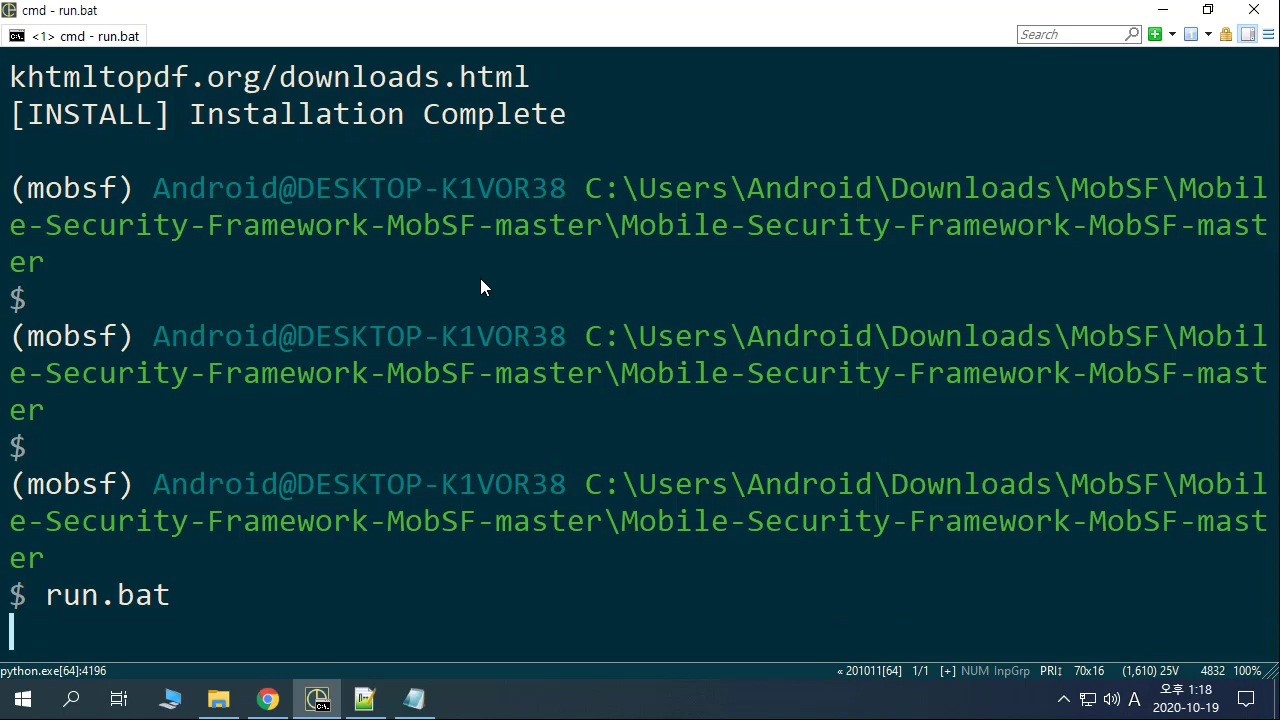 cmd - run.bat
<1> cmd - run.bat
Search
khtmltopdf.org/downloads.html
[INSTALL] Installation Complete
(mobsf) Android@DESKTOP-K1VOR38 C:\Users\Android\Downloads\MobSF\Mobil
e-Security-Framework-MobSF-master\Mobile-Security-Framework-MobSF-mast
er
$
(mobsf) Android@DESKTOP-K1VOR38 C:\Users\Android\Downloads\MobSF\Mobil
e-Security-Framework-MobSF-master\Mobile-Security-Framework-MobSF-mast
er
$
(mobsf) Android@DESKTOP-K1VOR38 C:\Users\Android\Downloads\MobSF\Mobil
e-Security-Framework-MobSF-master\Mobile-Security-Framework-MobSF-mast
er
$ run.bat
python.exe[64]:4196 « 201011[64] 1/1 [+] NUM InpGrp PRI↕ 70x16 (1,610) 25V 4832 100%
A 오후 1:18
2020-10-19